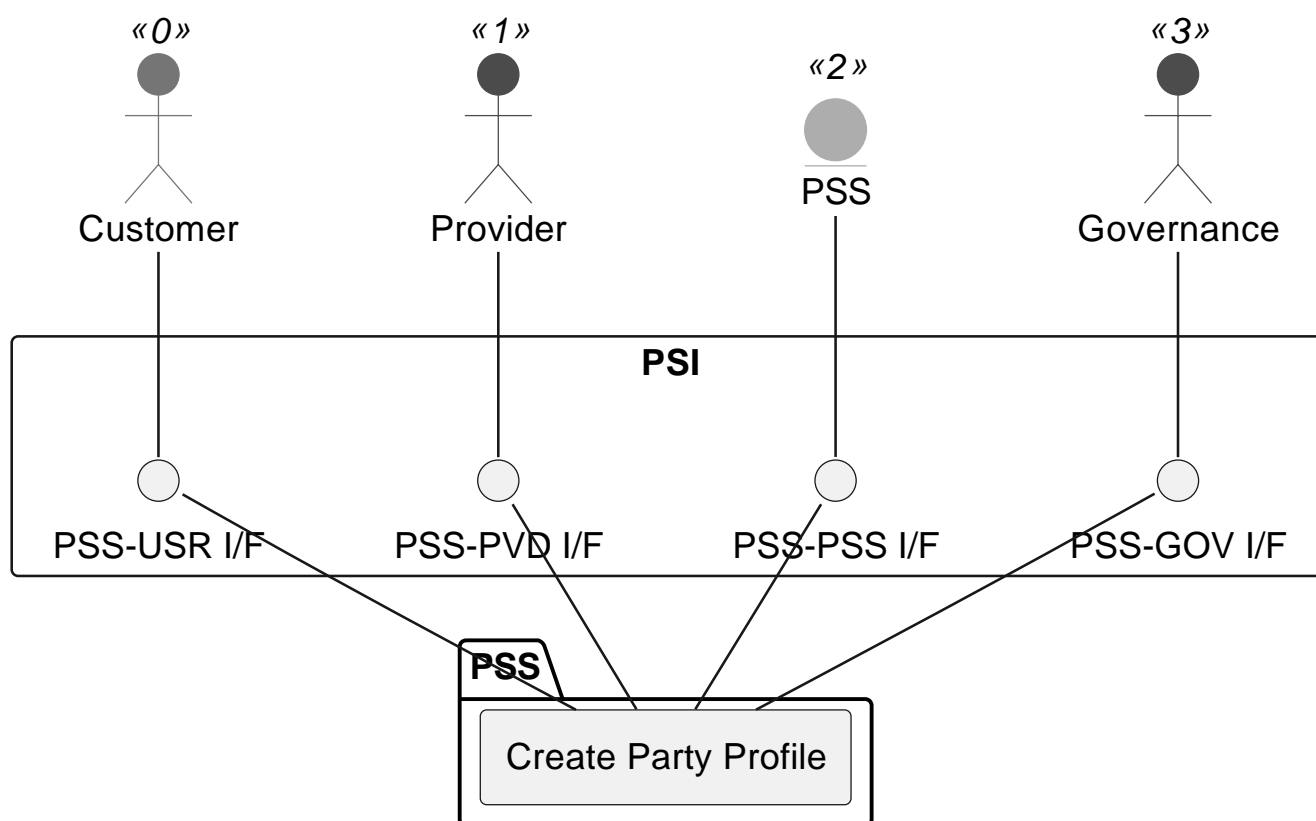 «0»
«1»
«2»
«3»
Customer
Provider
PSS
Governance
PSI
PSS-USR I/F
PSS-PVD I/F
PSS-PSS I/F
PSS-GOV I/F
PSS
Create Party Profile